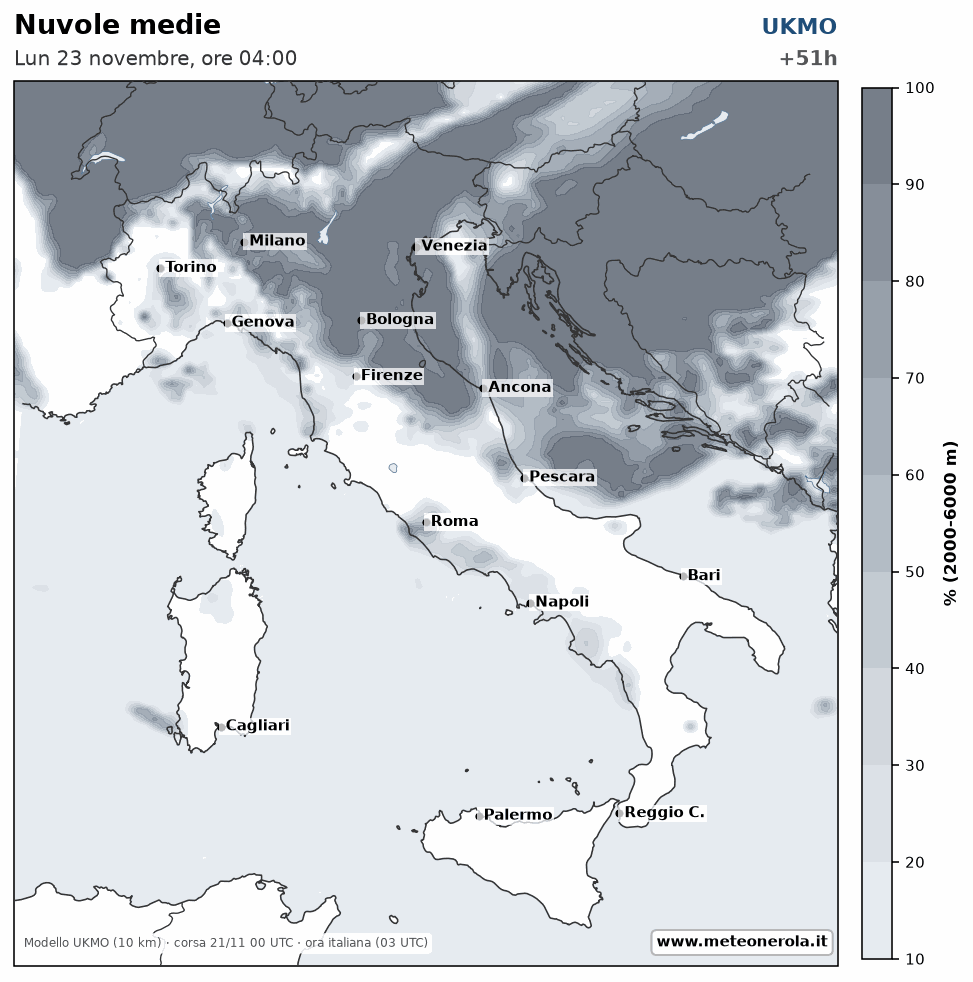 Nuvole medie
UKMO
Lun 23 novembre, ore 04:00
+51h
100
90
80
70
60
50
40
30
20
10
% (2000-6000 m)
Milano
Venezia
Torino
Genova
Bologna
Firenze
Ancona
Pescara
Roma
Bari
Napoli
Cagliari
Palermo
Reggio C.
Modello UKMO (10 km) · corsa 21/11 00 UTC · ora italiana (03 UTC)
www.meteonerola.it